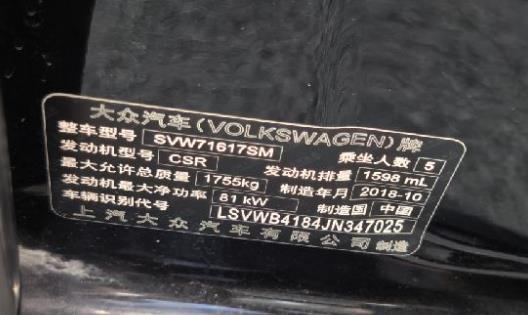 大众汽车(VOLKSWAGEN)牌
整车型号 SVW71617SM 乘坐人数 5
发动机型号 CSR 发动机排量 1598 mL
最大允许总质量 1755kg 制造年月 2018-10
发动机最大净功率 81 kW 制造国 中国
车辆识别代号 LSVWB4184JN347025
上汽大众汽车有限公司 制造